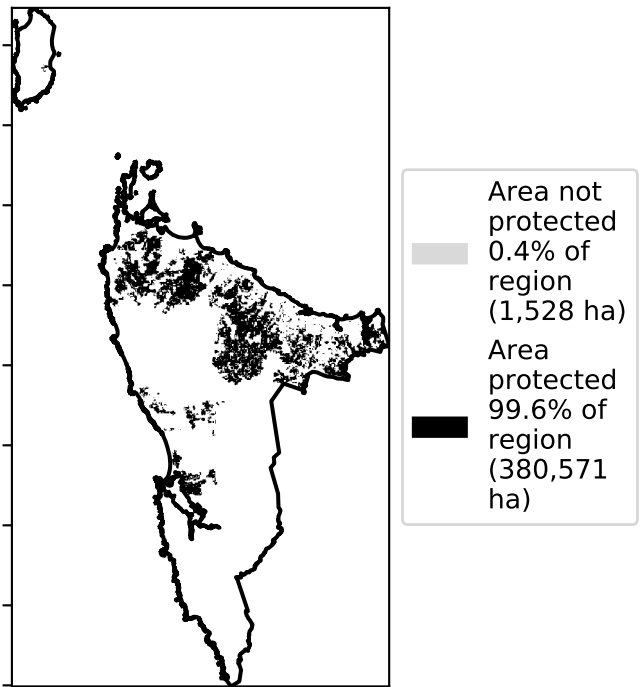 Area not
protected
0.4% of
region
(1,528 ha)
Area
protected
99.6% of
region
(380,571
ha)